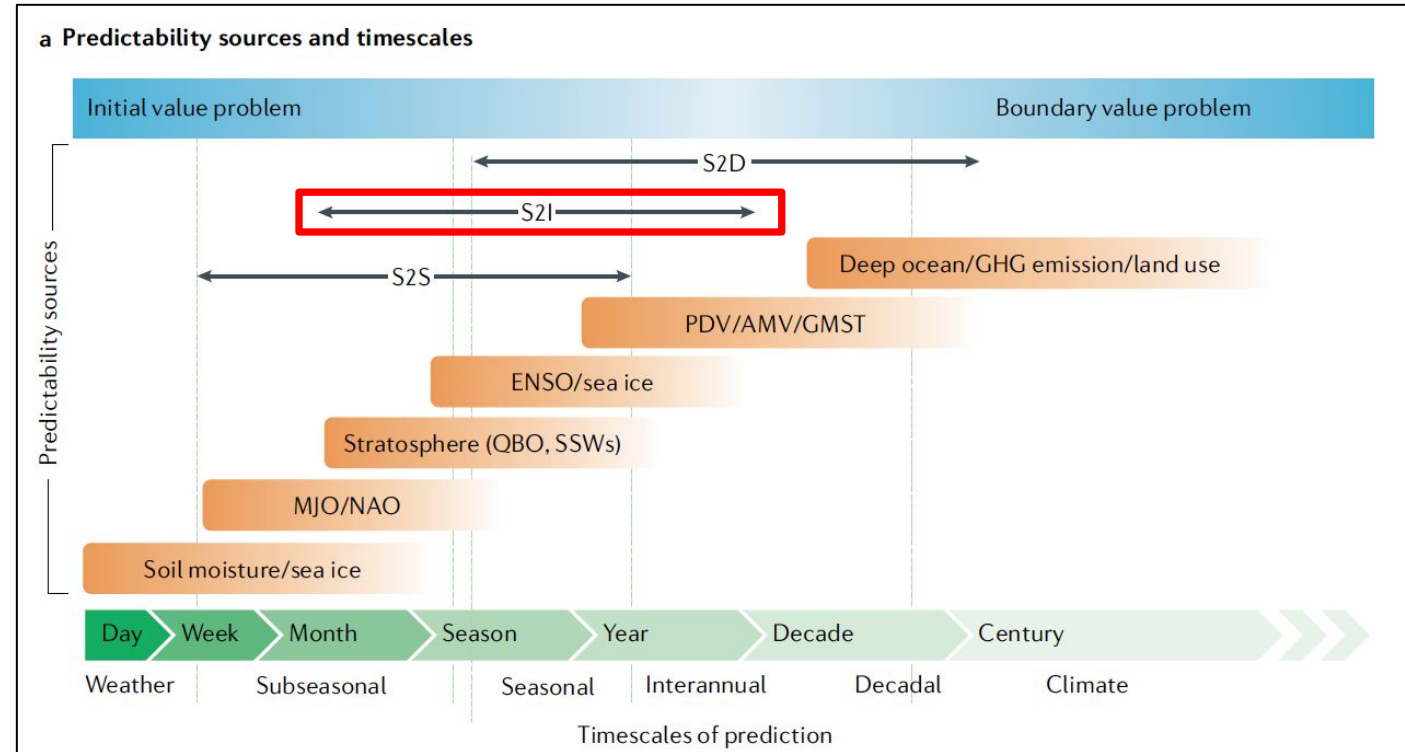 a Predictability sources and timescales
Initial value problem
Boundary value problem
S2D
S2I
S2S
Deep ocean/GHG emission/land use
PDV/AMV/GMST
ENSO/sea ice
Stratosphere (QBO, SSWs)
MJO/NAO
Soil moisture/sea ice
Predictability sources
Day Week Month Season Year Decade Century
Weather Subseasonal Seasonal Interannual Decadal Climate
Timescales of prediction